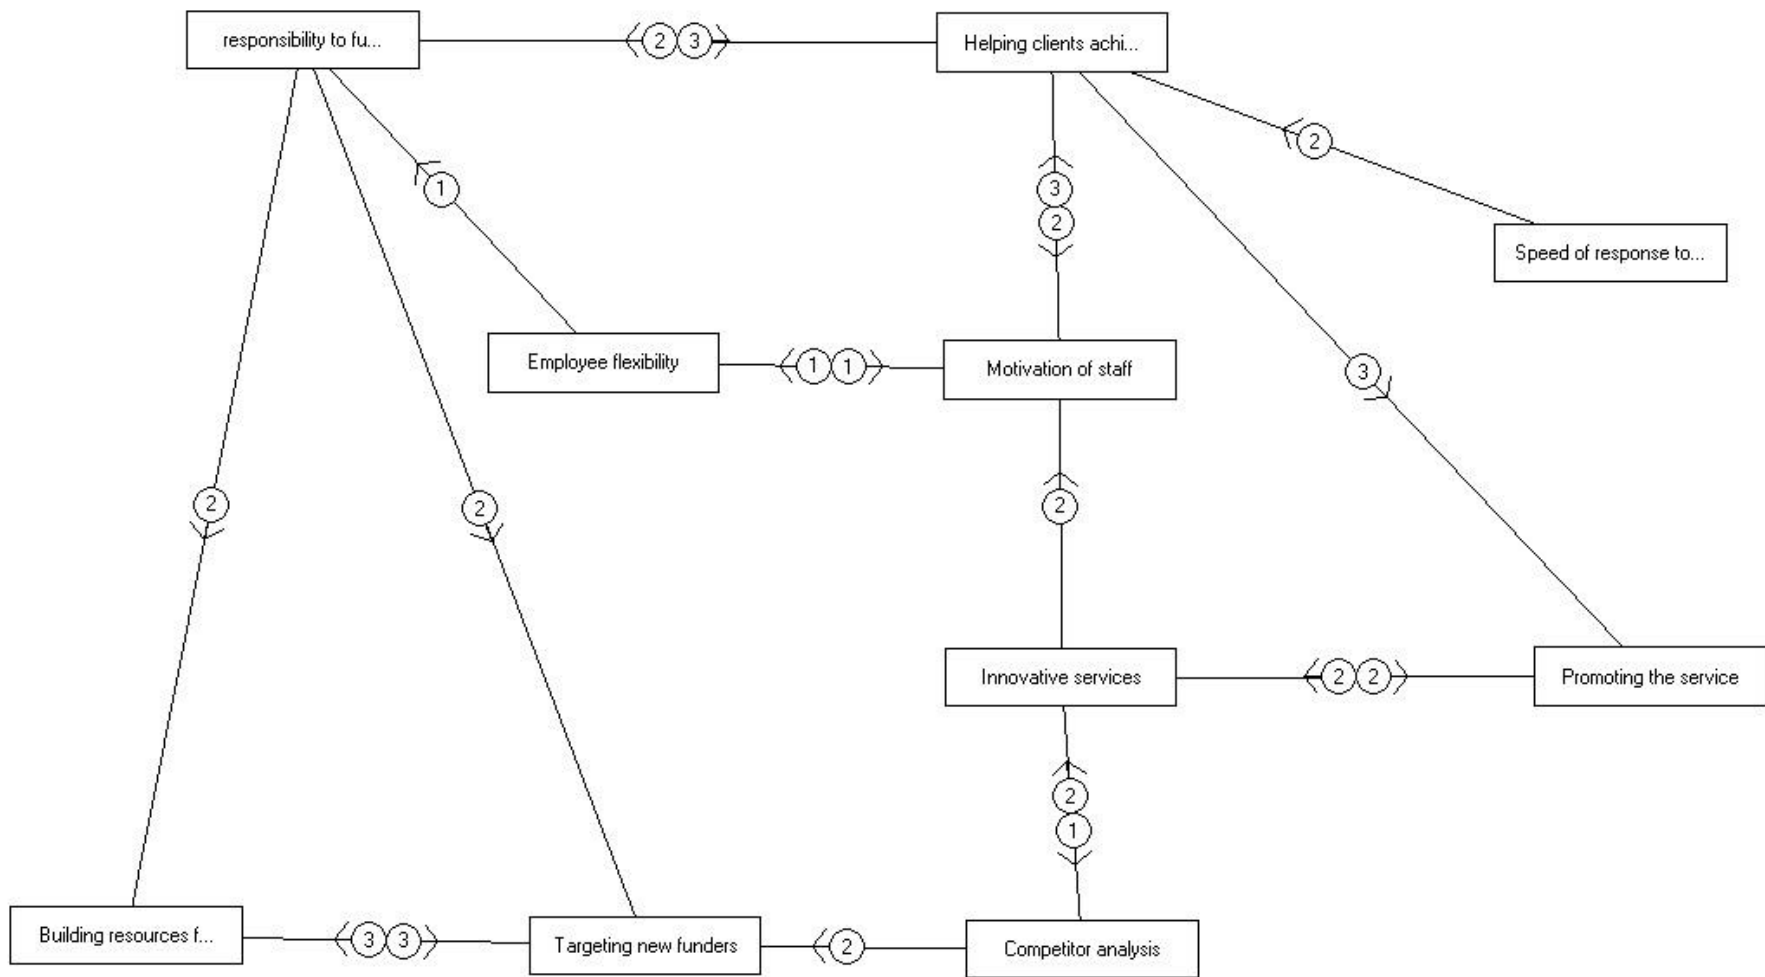 responsibility to fu...
2 3
Helping clients achi...
2
1
3
2
Speed of response to...
Employee flexibility
1 1
Motivation of staff
3
2
2
2
Innovative services
2 2
Promoting the service
2
1
Building resources f...
3 3
Targeting new funders
2
Competitor analysis